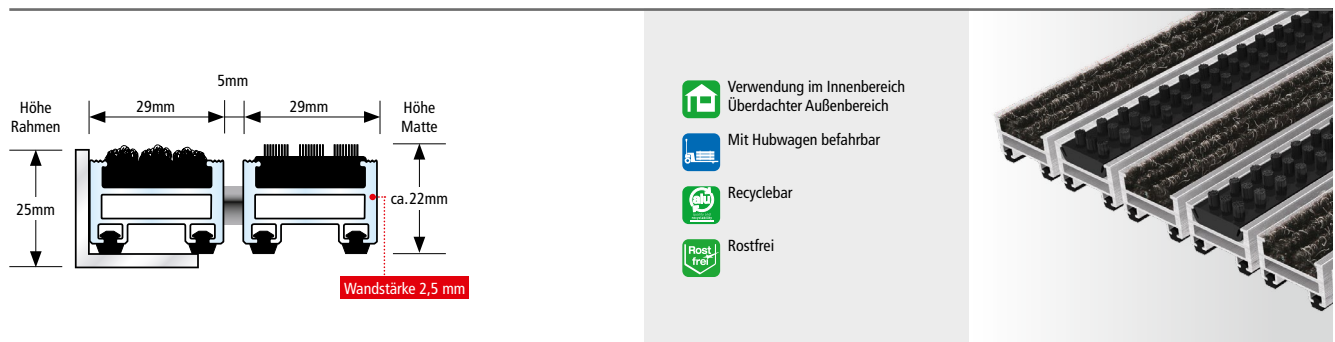 5mm
Höhe
Rahmen
29mm
29mm
Höhe
Matte
25mm
ca.22mm
Wandstärke 2,5 mm
Verwendung im Innenbereich
Überdachter Außenbereich
Mit Hubwagen befahrbar
alu
Recyclebar
Rost
frei
Rostfrei